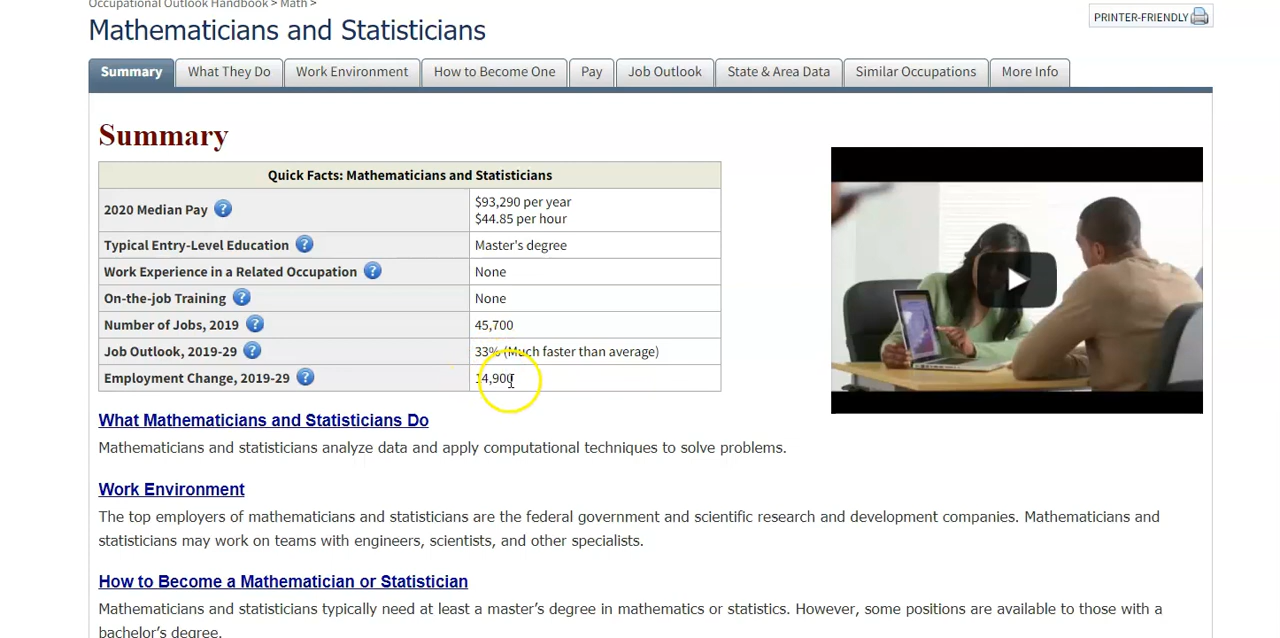 Occupational Outlook Handbook > Math >
PRINTER-FRIENDLY
Mathematicians and Statisticians
Summary What They Do Work Environment How to Become One Pay Job Outlook State & Area Data Similar Occupations More Info
Summary
Quick Facts: Mathematicians and Statisticians
2020 Median Pay ? $93,290 per year
$44.85 per hour
Typical Entry-Level Education ? Master's degree
Work Experience in a Related Occupation ? None
On-the-job Training ? None
Number of Jobs, 2019 ? 45,700
Job Outlook, 2019-29 ? 33% (Much faster than average)
Employment Change, 2019-29 ? 14,900
What Mathematicians and Statisticians Do
Mathematicians and statisticians analyze data and apply computational techniques to solve problems.
Work Environment
The top employers of mathematicians and statisticians are the federal government and scientific research and development companies. Mathematicians and
statisticians may work on teams with engineers, scientists, and other specialists.
How to Become a Mathematician or Statistician
Mathematicians and statisticians typically need at least a master’s degree in mathematics or statistics. However, some positions are available to those with a
bachelor’s degree.